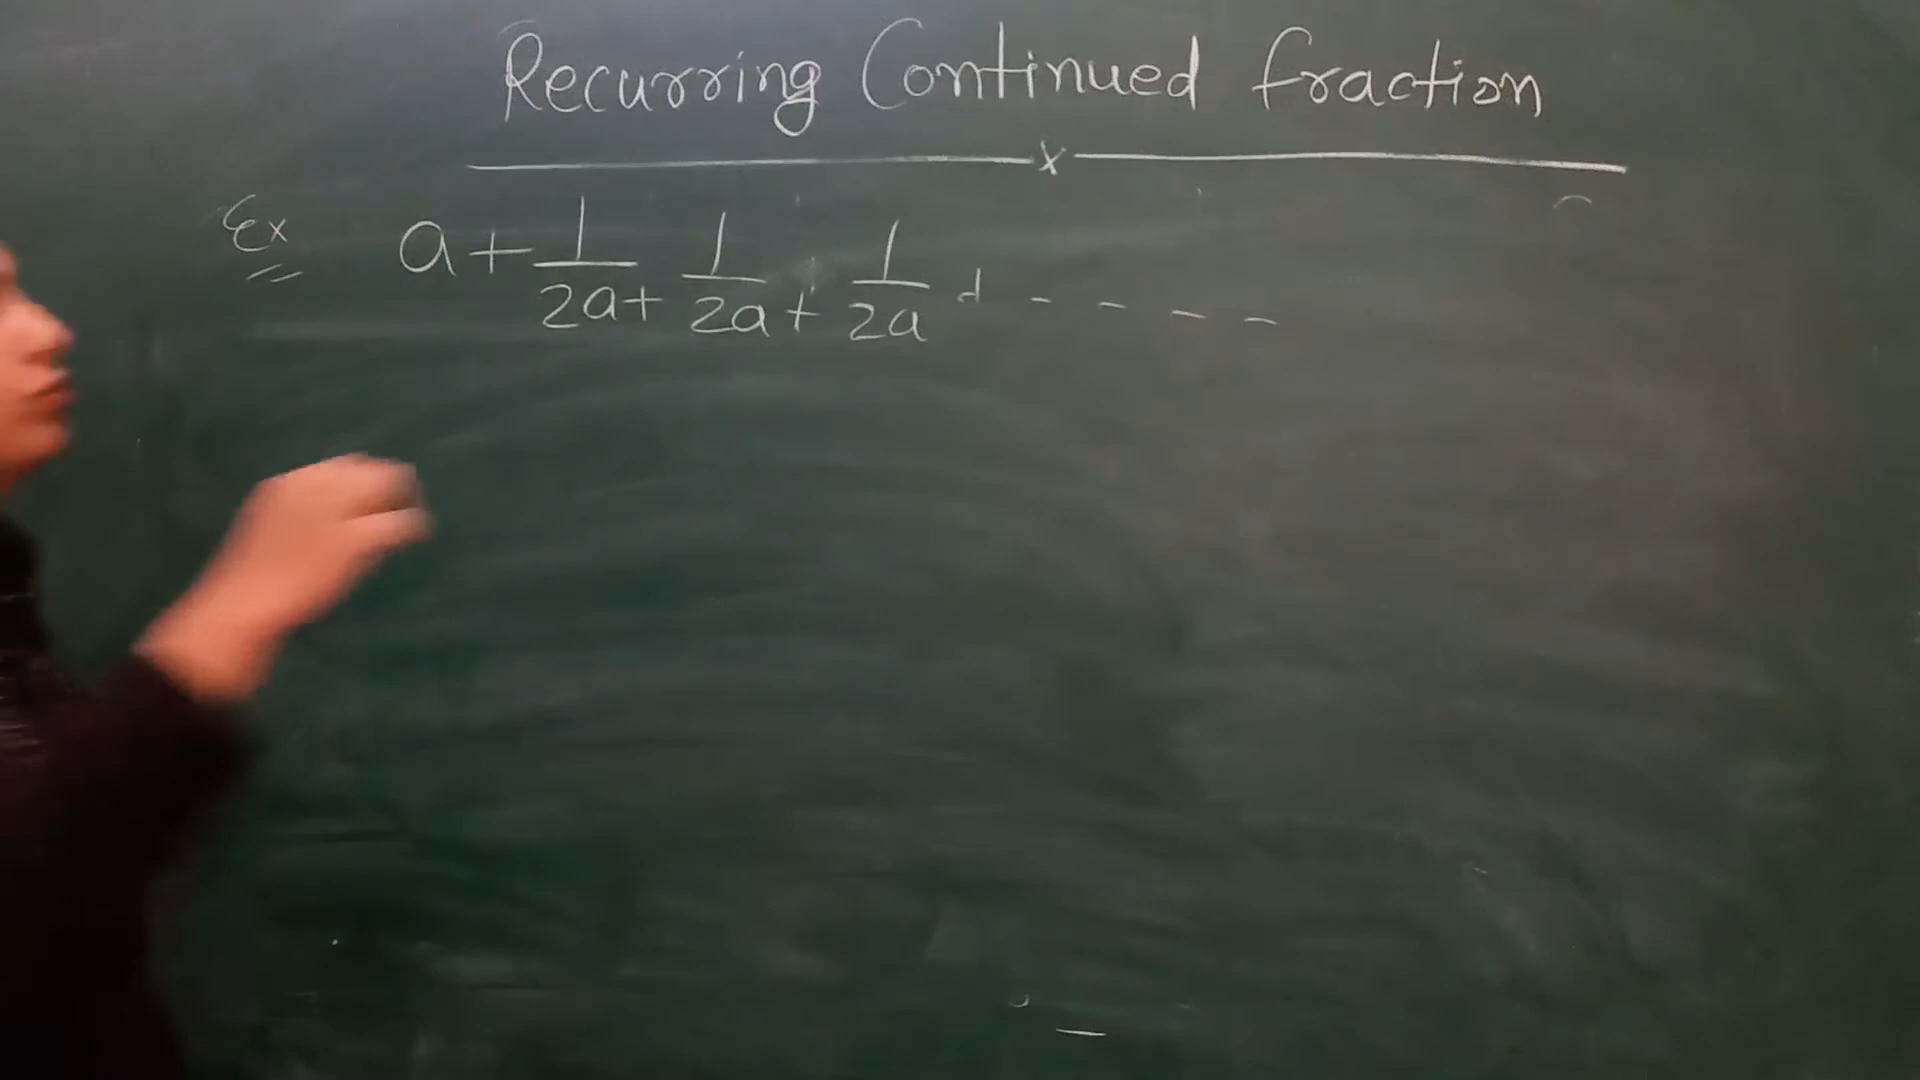 Recurring Continued fraction
x
Ex a + 1/2a + 1/2a + 1/2a + - - - -